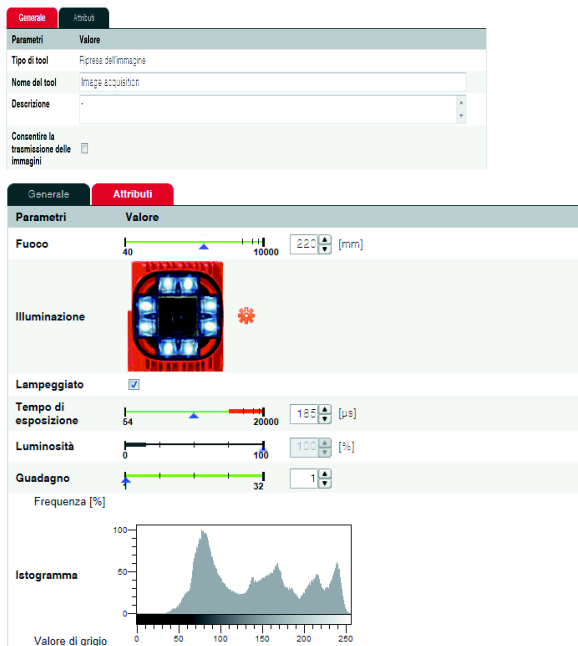 Generale Attributi
Parametri Valore
Tipo di tool Ripresa dell'immagine
Nome del tool Image acquisition
Descrizione -
Consentire la
trasmissione delle
immagini
Generale Attributi
Parametri Valore
Fuoco 40 10000 220 [mm]
Illuminazione
Lampeggiato
Tempo di
esposizione 54 20000 185 [µs]
Luminosità 0 100 100 [%]
Guadagno 1 32 1
Frequenza [%]
100
50
0
Istogramma
0 50 100 150 200 250
Valore di grigio